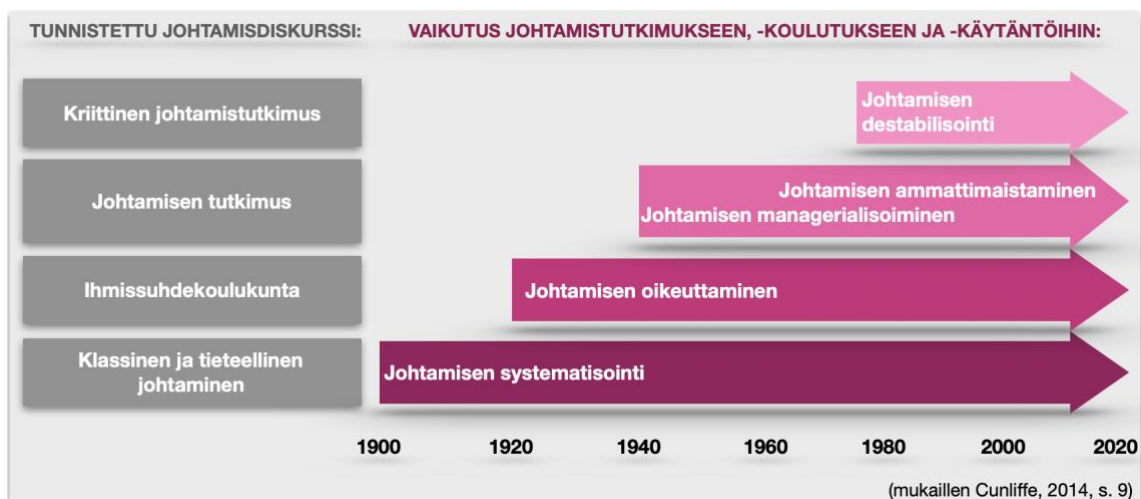 TUNNISTETTU JOHTAMISDISKURSSI:
VAIKUTUS JOHTAMISTUTKIMUKSEEN, -KOULUTUKSEEN JA -KÄYTÄNTÖIHIN:
Kriittinen johtamistutkimus
Johtamisen
destabilisointi
Johtamisen tutkimus
Johtamisen ammattimaistaminen
Johtamisen managerialisoiminen
Ihmissuhdekoulukunta
Johtamisen oikeuttaminen
Klassinen ja tieteellinen
johtaminen
Johtamisen systematisointi
1900 1920 1940 1960 1980 2000 2020
(mukaillen Cunliffe, 2014, s. 9)